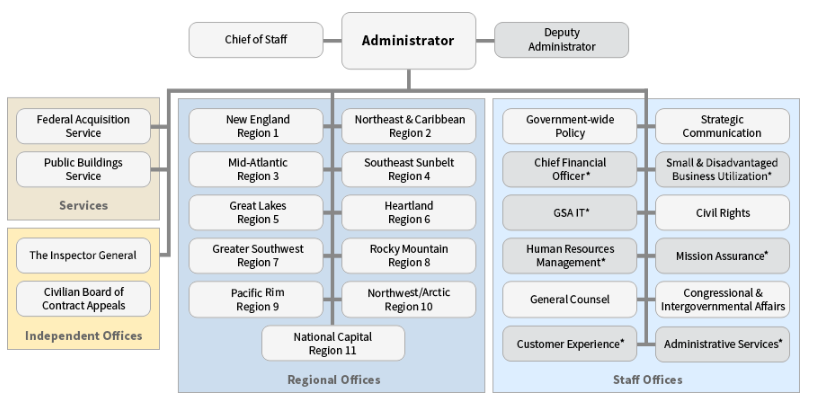 Chief of Staff
Administrator
Deputy
Administrator
Federal Acquisition
Service
Public Buildings
Service
Services
The Inspector General
Civilian Board of
Contract Appeals
Independent Offices
New England
Region 1
Northeast & Caribbean
Region 2
Mid-Atlantic
Region 3
Southeast Sunbelt
Region 4
Great Lakes
Region 5
Heartland
Region 6
Greater Southwest
Region 7
Rocky Mountain
Region 8
Pacific Rim
Region 9
Northwest/Arctic
Region 10
National Capital
Region 11
Regional Offices
Government-wide
Policy
Strategic
Communication
Chief Financial
Officer*
Small & Disadvantaged
Business Utilization*
GSA IT*
Civil Rights
Human Resources
Management*
Mission Assurance*
General Counsel
Congressional &
Intergovernmental Affairs
Customer Experience*
Administrative Services*
Staff Offices